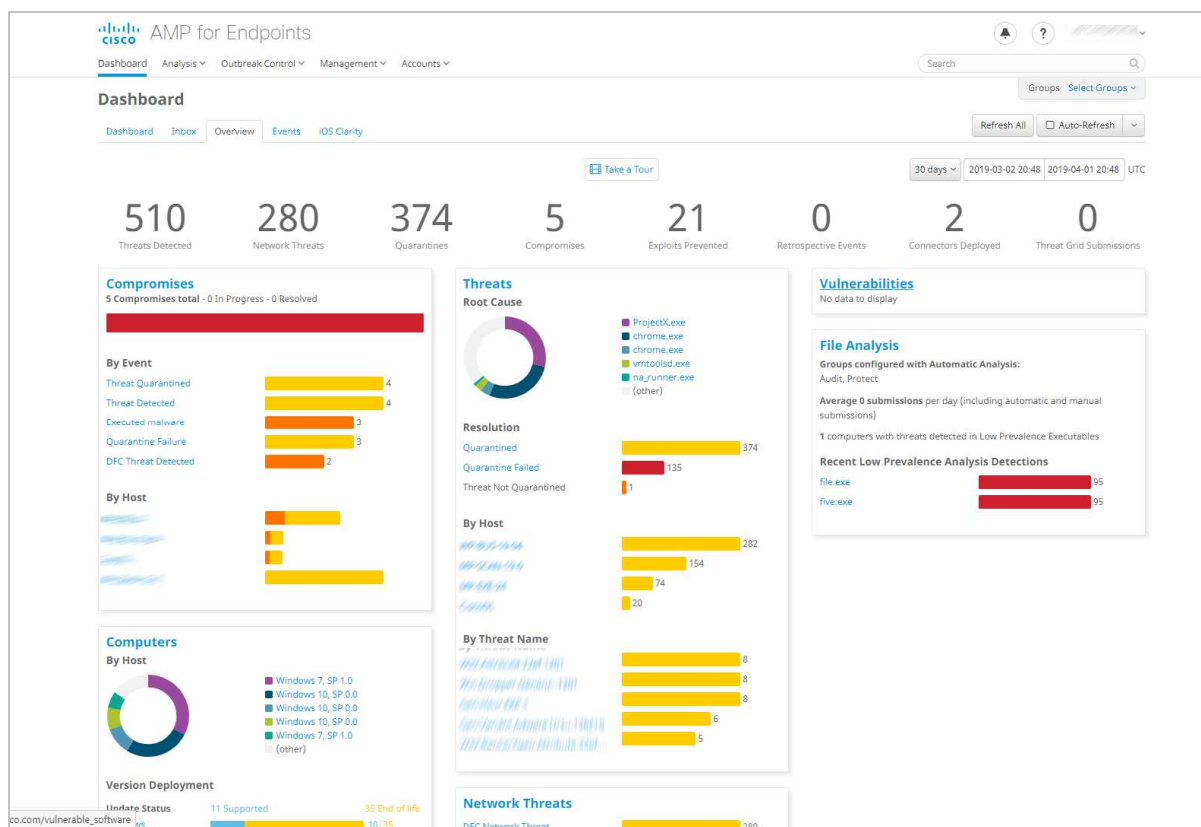 CISCO AMP for Endpoints
?
Dashboard Analysis Outbreak Control Management Accounts
Search
Groups Select Groups
Dashboard
Dashboard Inbox Overview Events iOS Clarity
Refresh All Auto-Refresh
Take a Tour
30 days 2019-03-02 20:48 2019-04-01 20:48 UTC
510 280 374 5 21 0 2 0
Threats Detected Network Threats Quarantines Compromises Exploits Prevented Retrospective Events Connectors Deployed Threat Grid Submissions
Compromises
5 Compromises total - 0 In Progress - 0 Resolved
By Event
Threat Quarantined 4
Threat Detected 4
Executed malware 3
Quarantine Failure 3
DFC Threat Detected 2
By Host
Computers
By Host
Windows 7, SP 1.0
Windows 10, SP 0.0
Windows 10, SP 0.0
Windows 10, SP 0.0
Windows 7, SP 1.0
(other)
Version Deployment
Update Status 11 Supported 35 End of life
10/35
co.com/vulnerable_software
Threats
Root Cause
ProjectX.exe
chrome.exe
chrome.exe
vmtoolsd.exe
na_runner.exe
(other)
Resolution
Quarantined 374
Quarantine Failed 135
Threat Not Quarantined 1
By Host
282
154
74
20
By Threat Name
8
8
8
6
5
Network Threats
DFC Network Threat 280
Vulnerabilities
No data to display
File Analysis
Groups configured with Automatic Analysis:
Audit, Protect
Average 0 submissions per day (including automatic and manual
submissions)
1 computers with threats detected in Low Prevalence Executables
Recent Low Prevalence Analysis Detections
file.exe 95
five.exe 95